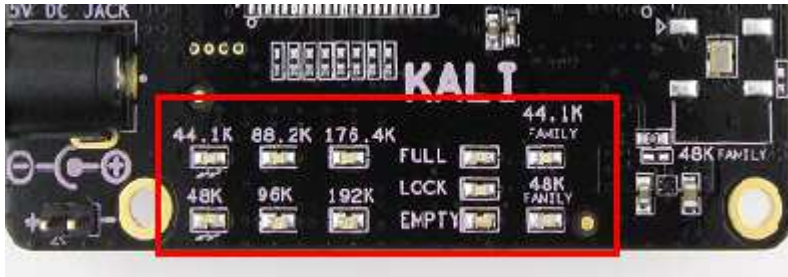 5V DC JACK
KALI
44.1K 88.2K 176.4K
FULL
44.1K
FAMILY
48K FAMILY
48K 96K 192K
LOCK
EMPTY
48K
FAMILY